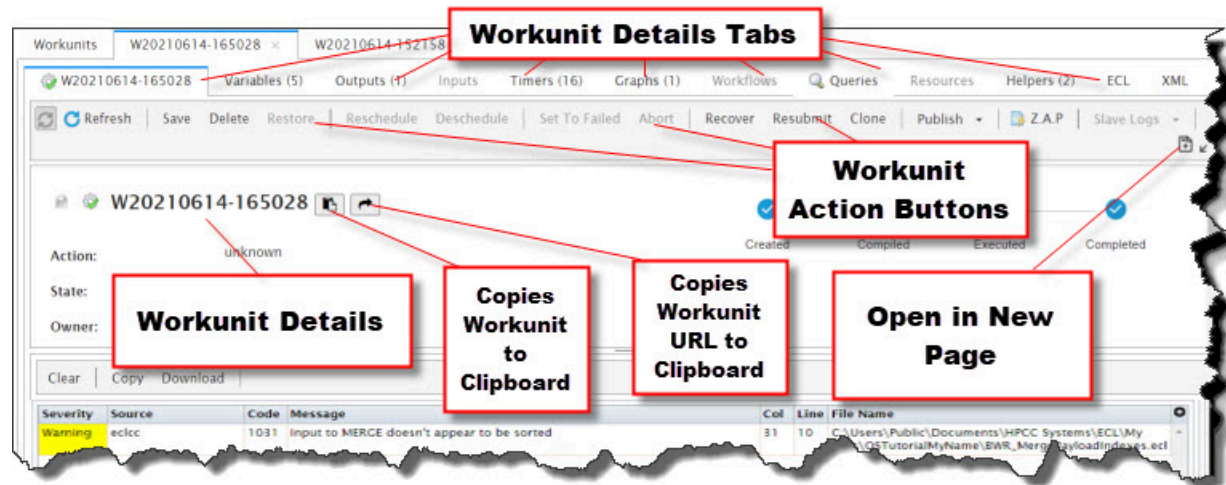 Workunit Details Tabs
Workunits W20210614-165028 × W20210614-152158
W20210614-165028 Variables (5) Outputs (1) Inputs Timers (16) Graphs (1) Workflows Queries Resources Helpers (2) ECL XML
Refresh Save Delete Restore Reschedule Deschedule Set To Failed Abort Recover Resubmit Clone Publish Z.A.P Slave Logs
Workunit
Action Buttons
W20210614-165028
Created Compiled Executed Completed
Action: unknown
State:
Owner:
Workunit Details
Copies
Workunit
to
Clipboard
Copies
Workunit
URL to
Clipboard
Open in New
Page
Clear Copy Download
Severity Source Code Message Col Line File Name
Warning eclcc 1031 Input to MERGE doesn't appear to be sorted 31 10 C:\Users\Public\Documents\HPCC Systems\ECL\My
\QSTutorialMyName\BWR_MergePayloadIndexes.ecl